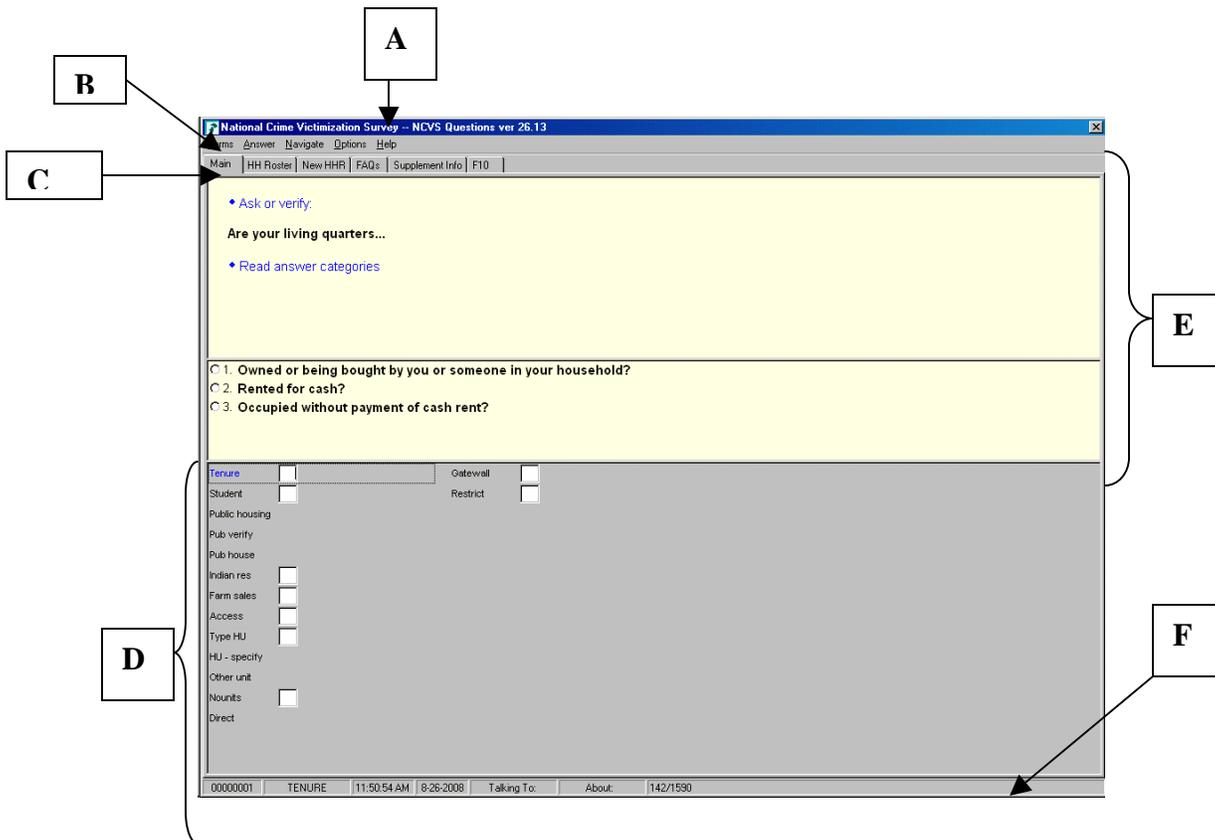 A
B
National Crime Victimization Survey -- NCVS Questions ver 26.13
Answer Navigate Options Help
Main HH Roster New HHR FAQs Supplement Info F10
C
Ask or verify:
Are your living quarters...
Read answer categories
E
1. Owned or being bought by you or someone in your household?
2. Rented for cash?
3. Occupied without payment of cash rent?
Tenure Gatewall
Student Restrict
Public housing
Pub verify
Pub house
Indian res
Farm sales
Access
Type HU
F
D
HU - specify
Other unit
Nounits
Direct
00000001 TENURE 11:50:54 AM 8-26-2008 Talking To: About: 142/1590